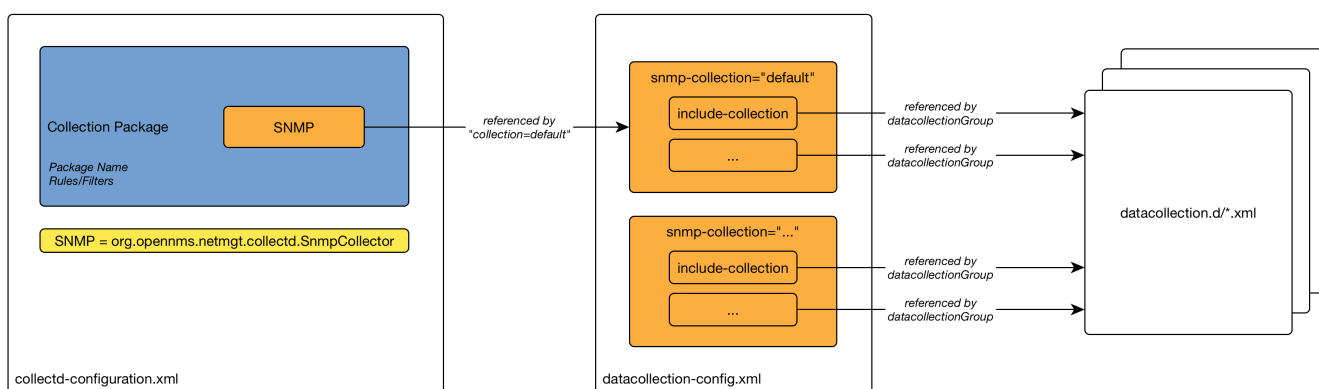 Collection Package
SNMP
Package Name
Rules/Filters
SNMP = org.opennms.netmgt.collectd.SnmpCollector
collectd-configuration.xml
referenced by
"collection=default"
snmp-collection="default"
include-collection
...
snmp-collection="..."
include-collection
...
datacollection-config.xml
referenced by
datacollectionGroup
referenced by
datacollectionGroup
referenced by
datacollectionGroup
referenced by
datacollectionGroup
datacollection.d/*.xml